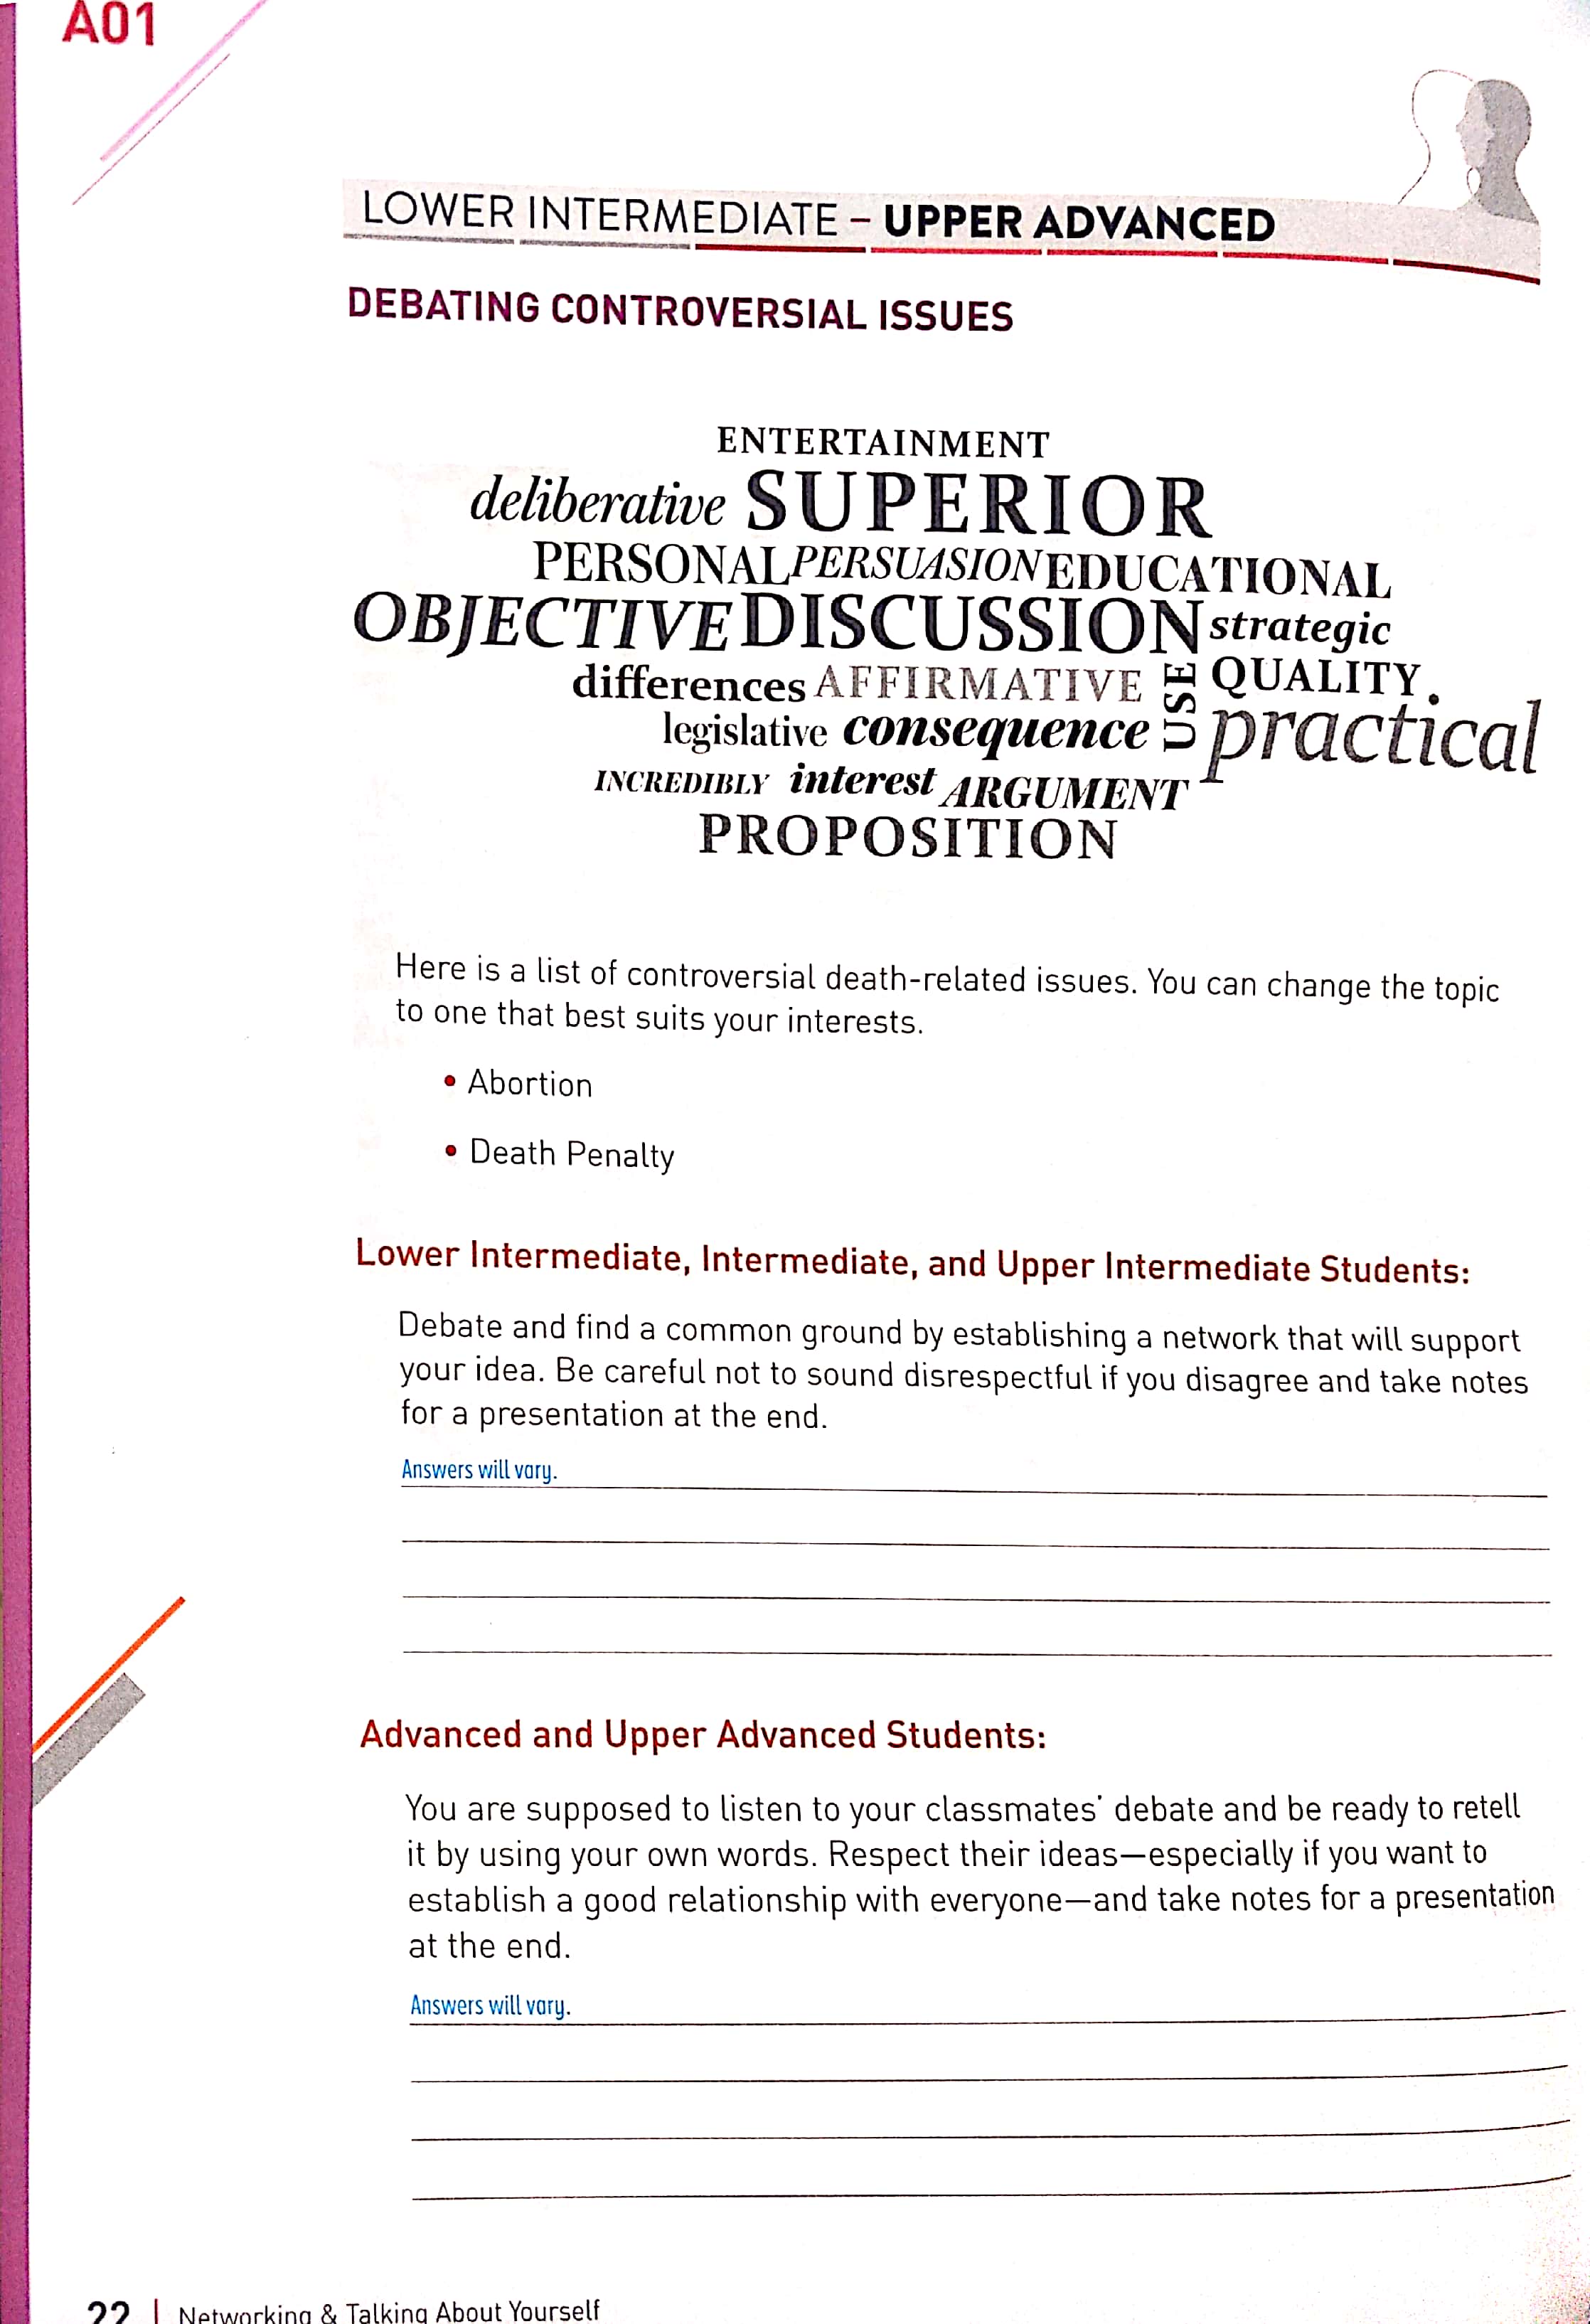 A01
LOWER INTERMEDIATE – UPPER ADVANCED
DEBATING CONTROVERSIAL ISSUES
ENTERTAINMENT
deliberative SUPERIOR
PERSONAL PERSUASION EDUCATIONAL
OBJECTIVE DISCUSSION strategic
differences AFFIRMATIVE USE QUALITY
legislative consequence practical
INCREDIBLY interest ARGUMENT
PROPOSITION
Here is a list of controversial death-related issues. You can change the topic
to one that best suits your interests.
• Abortion
• Death Penalty
Lower Intermediate, Intermediate, and Upper Intermediate Students:
Debate and find a common ground by establishing a network that will support
your idea. Be careful not to sound disrespectful if you disagree and take notes
for a presentation at the end.
Answers will vary.
Advanced and Upper Advanced Students:
You are supposed to listen to your classmates' debate and be ready to retell
it by using your own words. Respect their ideas—especially if you want to
establish a good relationship with everyone—and take notes for a presentation
at the end.
Answers will vary.
22 | Networking & Talking About Yourself